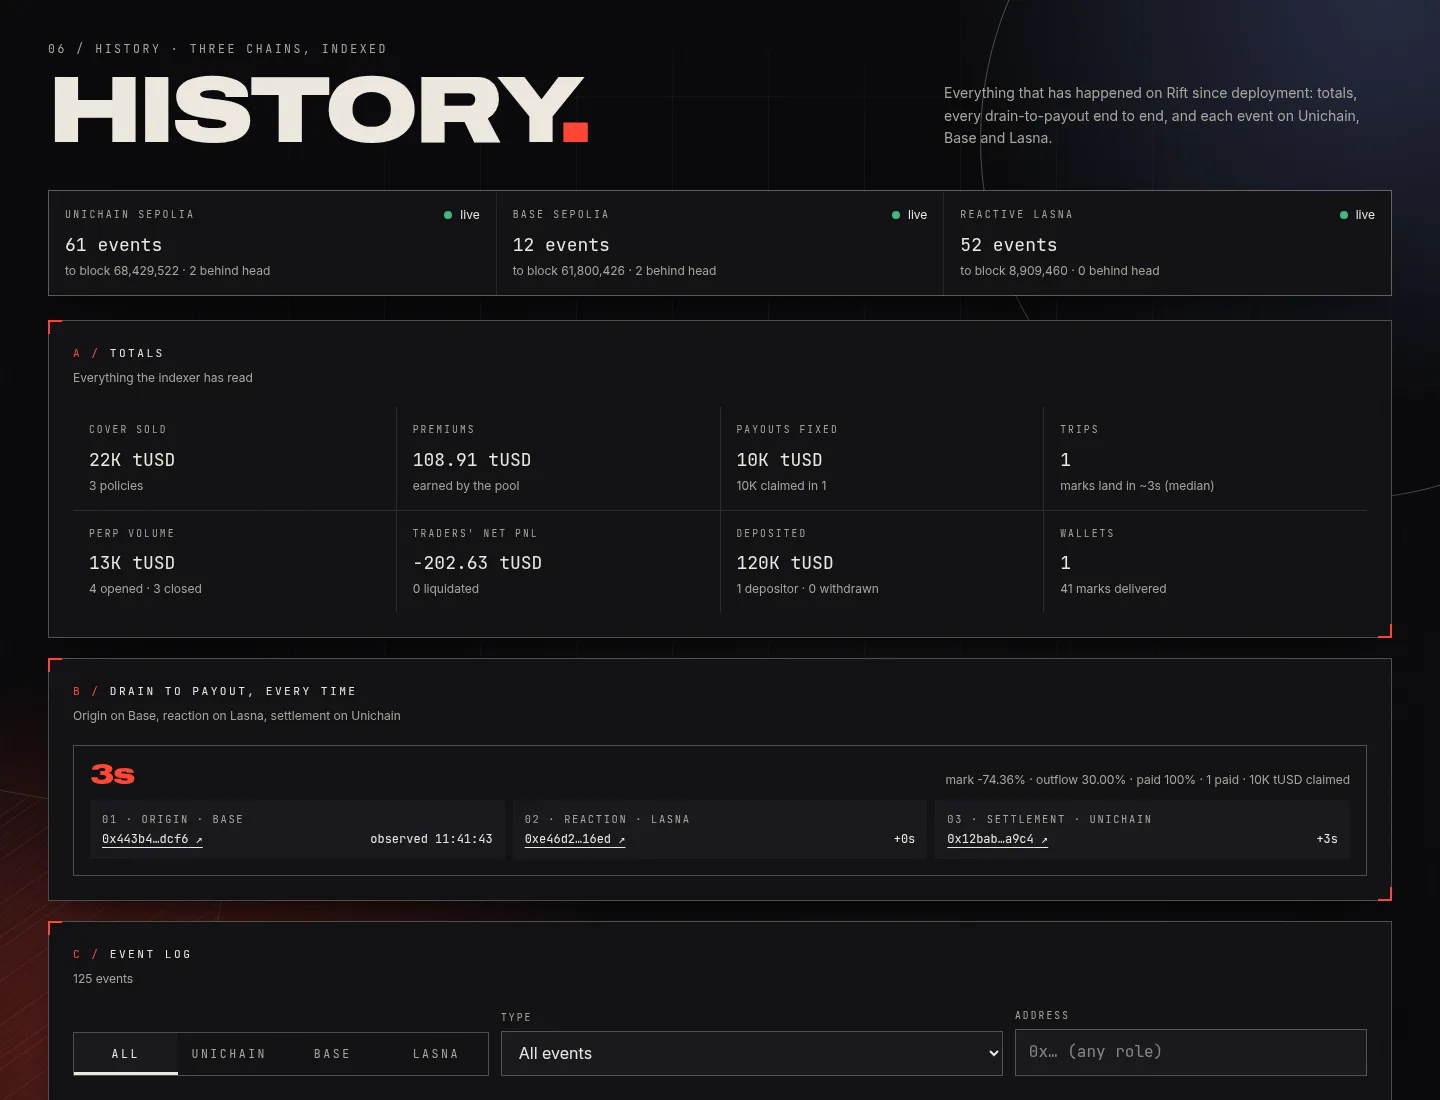 06 / HISTORY · THREE CHAINS, INDEXED
HISTORY.
Everything that has happened on Rift since deployment: totals,
every drain-to-payout end to end, and each event on Unichain,
Base and Lasna.
UNICHAIN SEPOLIA
live
61 events
to block 68,429,522 · 2 behind head
BASE SEPOLIA
live
12 events
to block 61,800,426 · 2 behind head
REACTIVE LASNA
live
52 events
to block 8,909,460 · 0 behind head
A / TOTALS
Everything the indexer has read
COVER SOLD
22K tUSD
3 policies
PREMIUMS
108.91 tUSD
earned by the pool
PAYOUTS FIXED
10K tUSD
10K claimed in 1
TRIPS
1
marks land in ~3s (median)
PERP VOLUME
13K tUSD
4 opened · 3 closed
TRADERS' NET PNL
-202.63 tUSD
0 liquidated
DEPOSITED
120K tUSD
1 depositor · 0 withdrawn
WALLETS
1
41 marks delivered
B / DRAIN TO PAYOUT, EVERY TIME
Origin on Base, reaction on Lasna, settlement on Unichain
3s
mark -74.36% · outflow 30.00% · paid 100% · 1 paid · 10K tUSD claimed
01 · ORIGIN · BASE
0x443b4…dcf6 ↗
observed 11:41:43
02 · REACTION · LASNA
0xe46d2…16ed ↗
+0s
03 · SETTLEMENT · UNICHAIN
0x12bab…a9c4 ↗
+3s
C / EVENT LOG
125 events
ALL
UNICHAIN
BASE
LASNA
TYPE
All events
ADDRESS
0x… (any role)